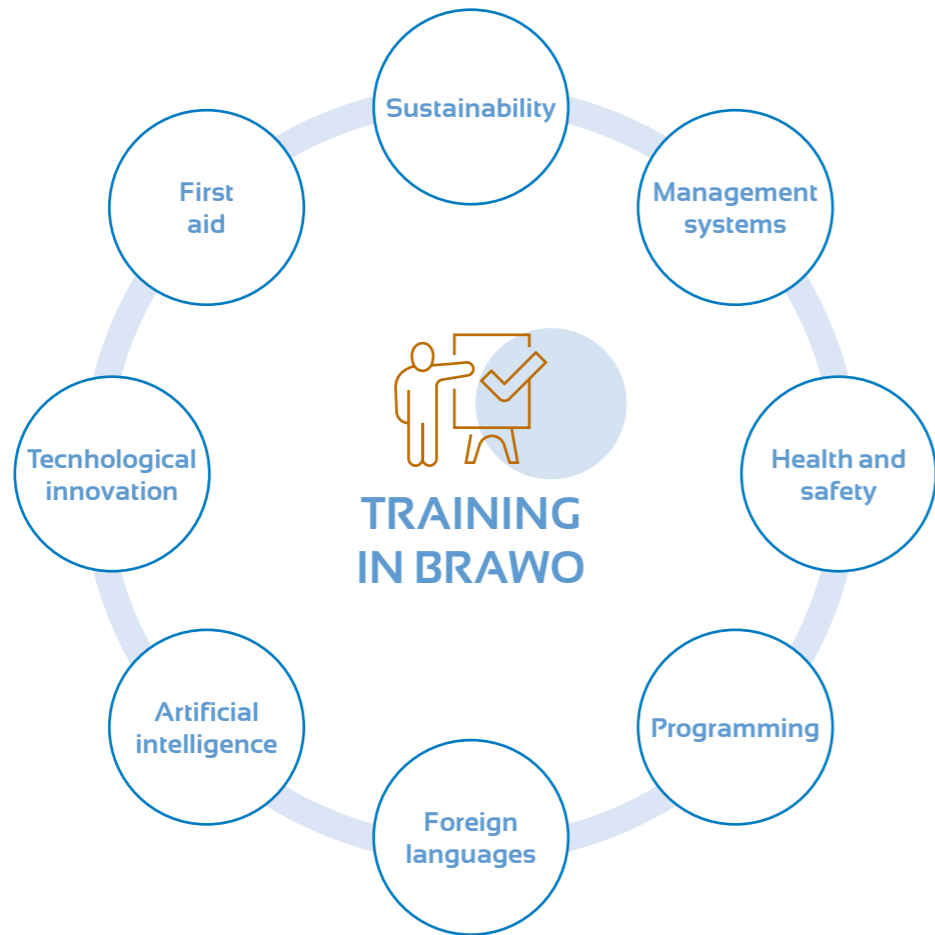 Sustainability
Management
systems
Health and
safety
Programming
Foreign
languages
Artificial
intelligence
Tecnhological
innovation
First
aid
TRAINING
IN BRAWO